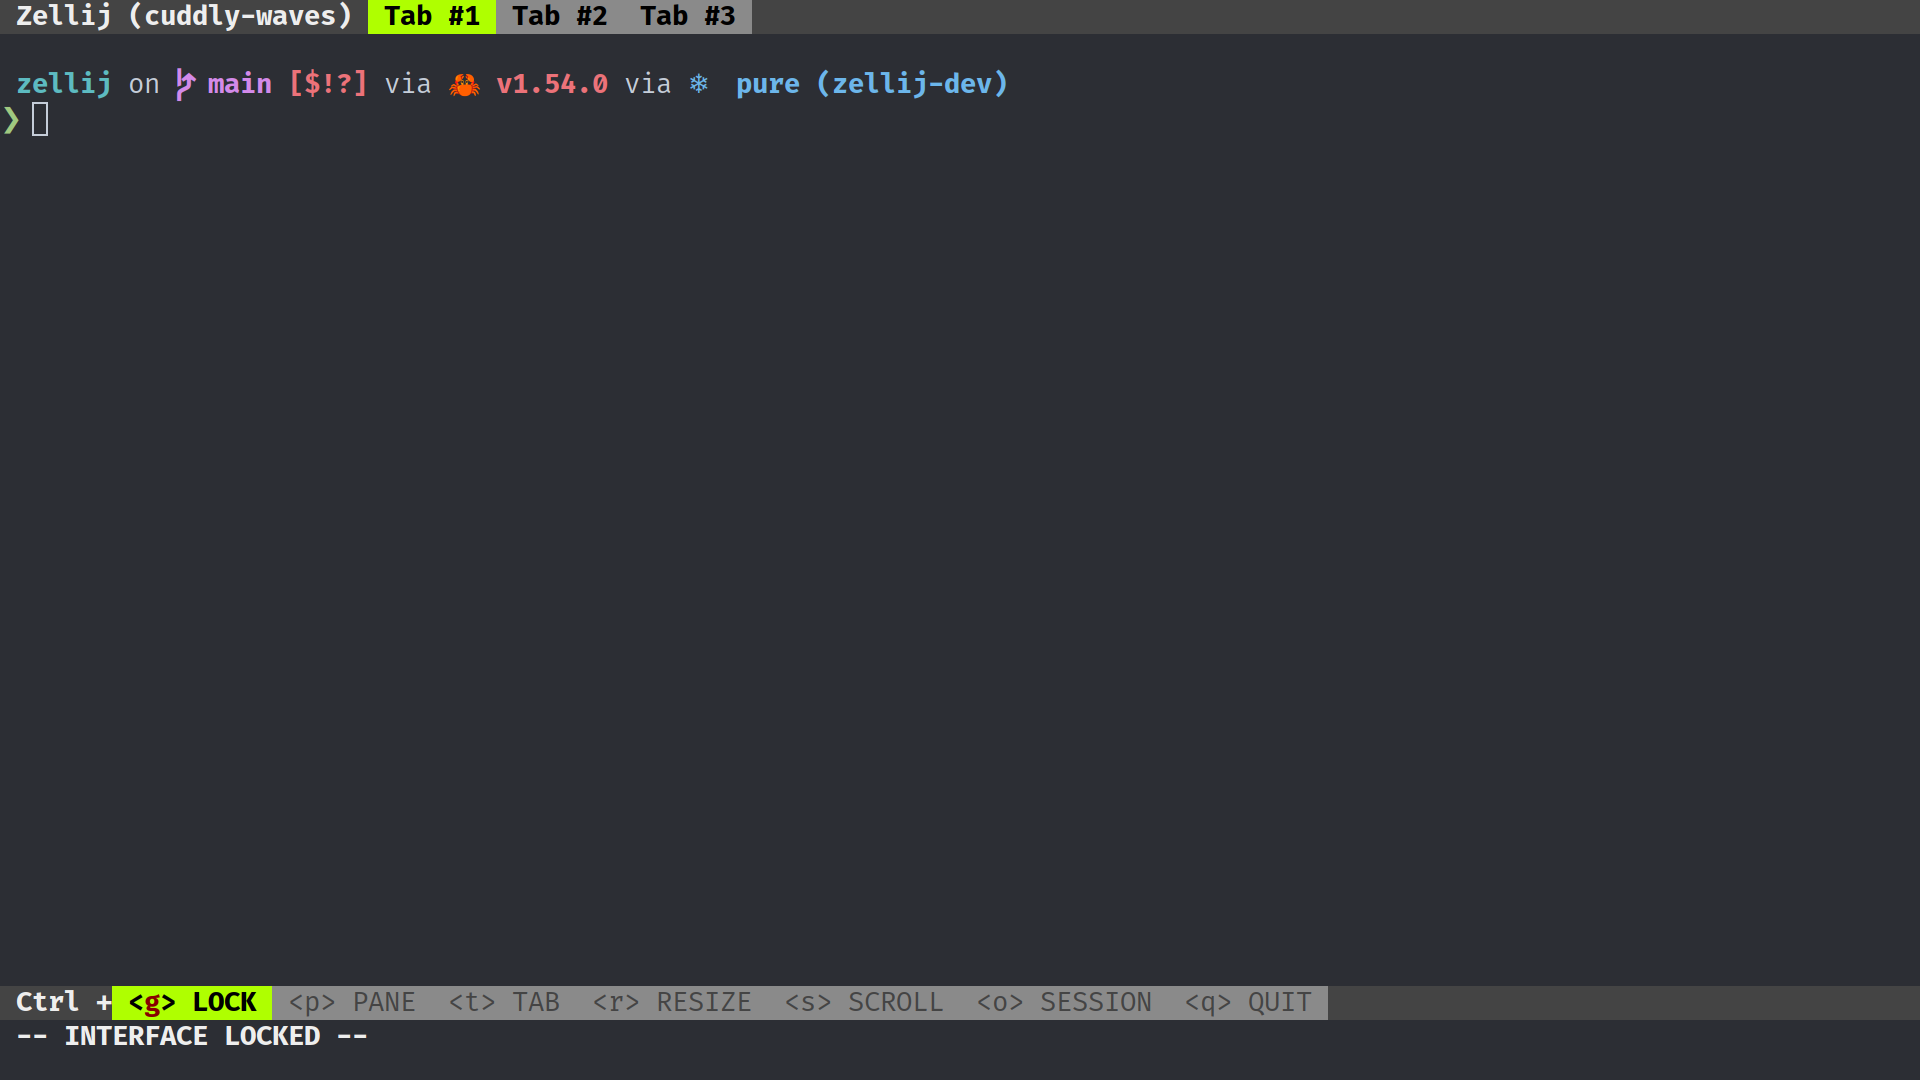 Zellij (cuddly-waves) Tab #1 Tab #2 Tab #3
zellij on main [$!?] via 🦀 v1.54.0 via ❄ pure (zellij-dev)
❯
Ctrl + <g> LOCK <p> PANE <t> TAB <r> RESIZE <s> SCROLL <o> SESSION <q> QUIT
-- INTERFACE LOCKED --